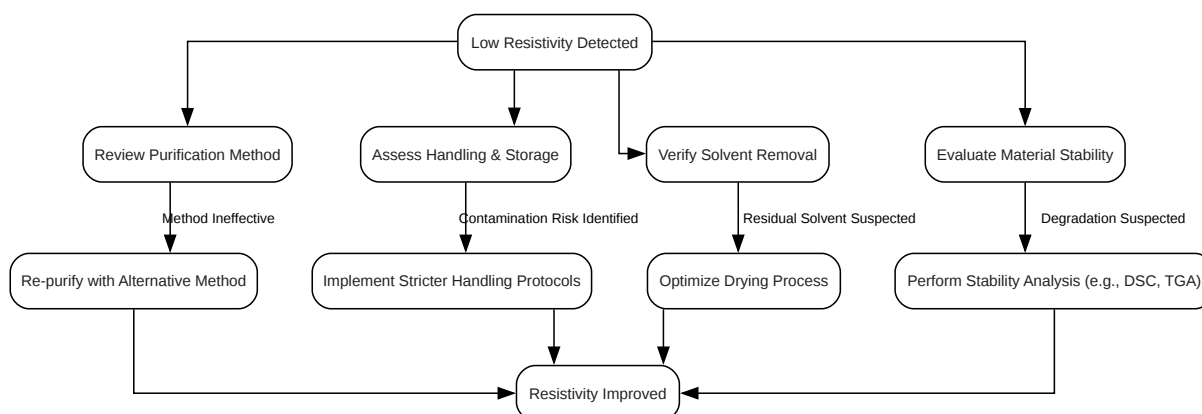 Low Resistivity Detected
Review Purification Method
Assess Handling & Storage
Verify Solvent Removal
Evaluate Material Stability
Method Ineffective
Contamination Risk Identified
Residual Solvent Suspected
Degradation Suspected
Re-purify with Alternative Method
Implement Stricter Handling Protocols
Optimize Drying Process
Perform Stability Analysis (e.g., DSC, TGA)
Resistivity Improved